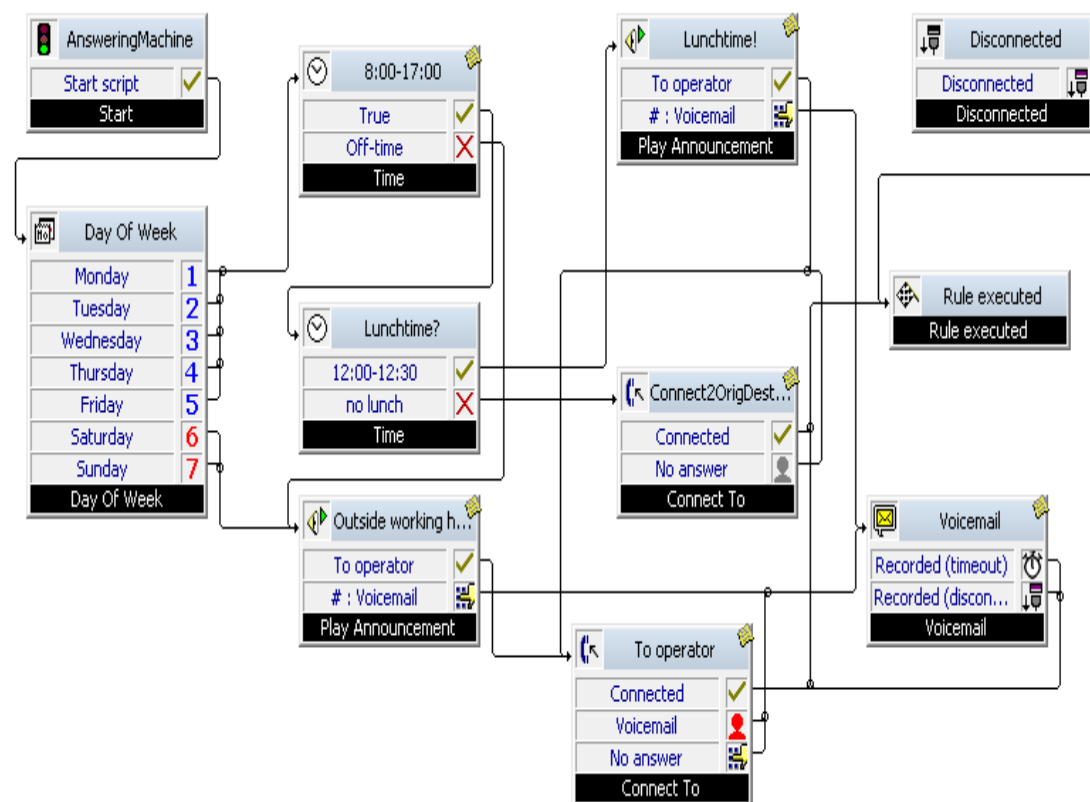 AnsweringMachine
Start script
Start
8:00-17:00
True
Off-time
Time
Lunchtime!
To operator
# : Voicemail
Play Announcement
Disconnected
Disconnected
Disconnected
Day Of Week
Monday 1
Tuesday 2
Wednesday 3
Thursday 4
Friday 5
Saturday 6
Sunday 7
Day Of Week
Lunchtime?
12:00-12:30
no lunch
Time
Connect2OrigDest...
Connected
No answer
Connect To
Rule executed
Rule executed
Outside working h...
To operator
# : Voicemail
Play Announcement
To operator
Connected
Voicemail
No answer
Connect To
Voicemail
Recorded (timeout)
Recorded (discon...
Voicemail